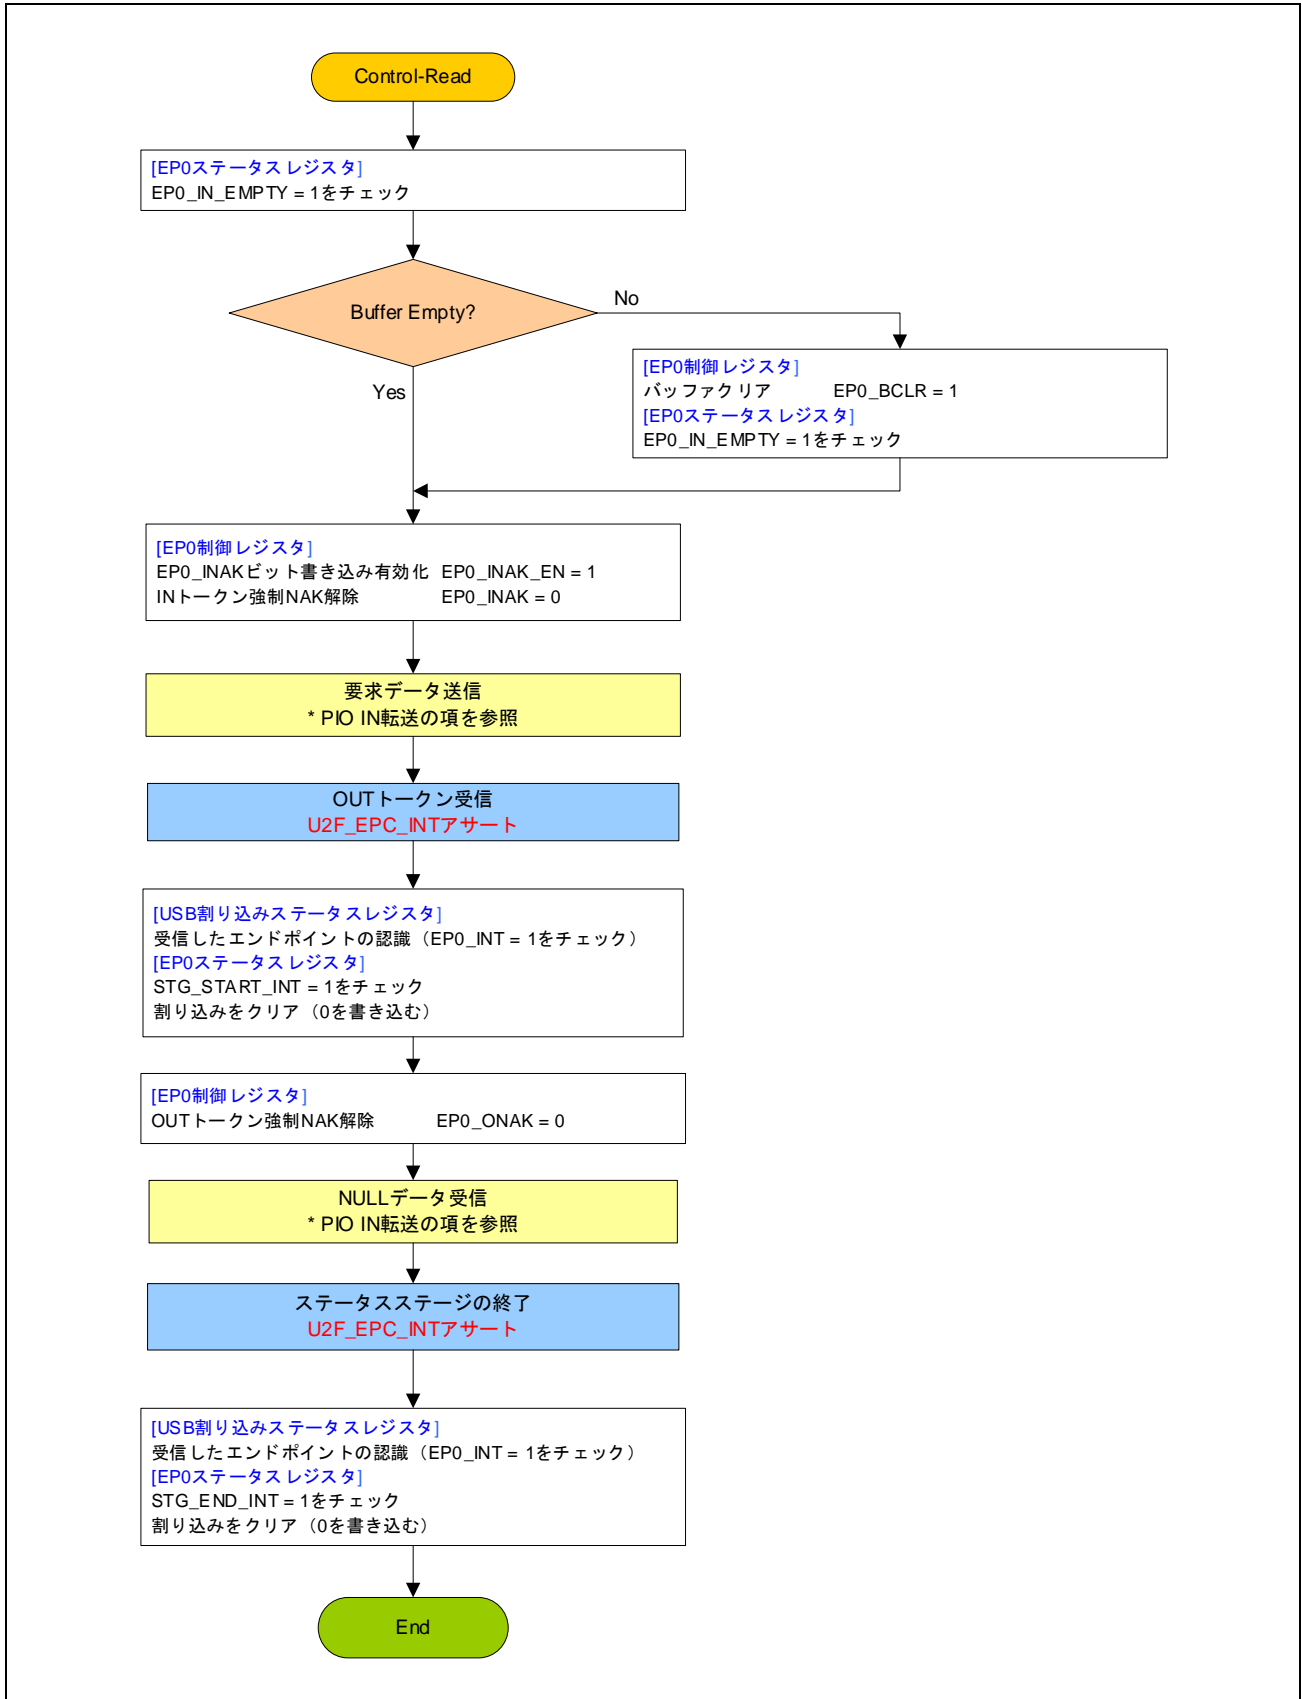 Control-Read
[EP0ステータスレジスタ]
EP0_IN_EMPTY = 1をチェック
Buffer Empty?
No
Yes
[EP0制御レジスタ]
バッファクリア EP0_BCLR = 1
[EP0ステータスレジスタ]
EP0_IN_EMPTY = 1をチェック
[EP0制御レジスタ]
EP0_INAKビット書き込み有効化 EP0_INAK_EN = 1
INトークン強制NAK解除 EP0_INAK = 0
要求データ送信
* PIO IN転送の項を参照
OUTトークン受信
U2F_EPC_INTアサート
[USB割り込みステータスレジスタ]
受信したエンドポイントの認識（EP0_INT = 1をチェック）
[EP0ステータスレジスタ]
STG_START_INT = 1をチェック
割り込みをクリア（0を書き込む）
[EP0制御レジスタ]
OUTトークン強制NAK解除 EP0_ONAK = 0
NULLデータ受信
* PIO IN転送の項を参照
ステータスステージの終了
U2F_EPC_INTアサート
[USB割り込みステータスレジスタ]
受信したエンドポイントの認識（EP0_INT = 1をチェック）
[EP0ステータスレジスタ]
STG_END_INT = 1をチェック
割り込みをクリア（0を書き込む）
End